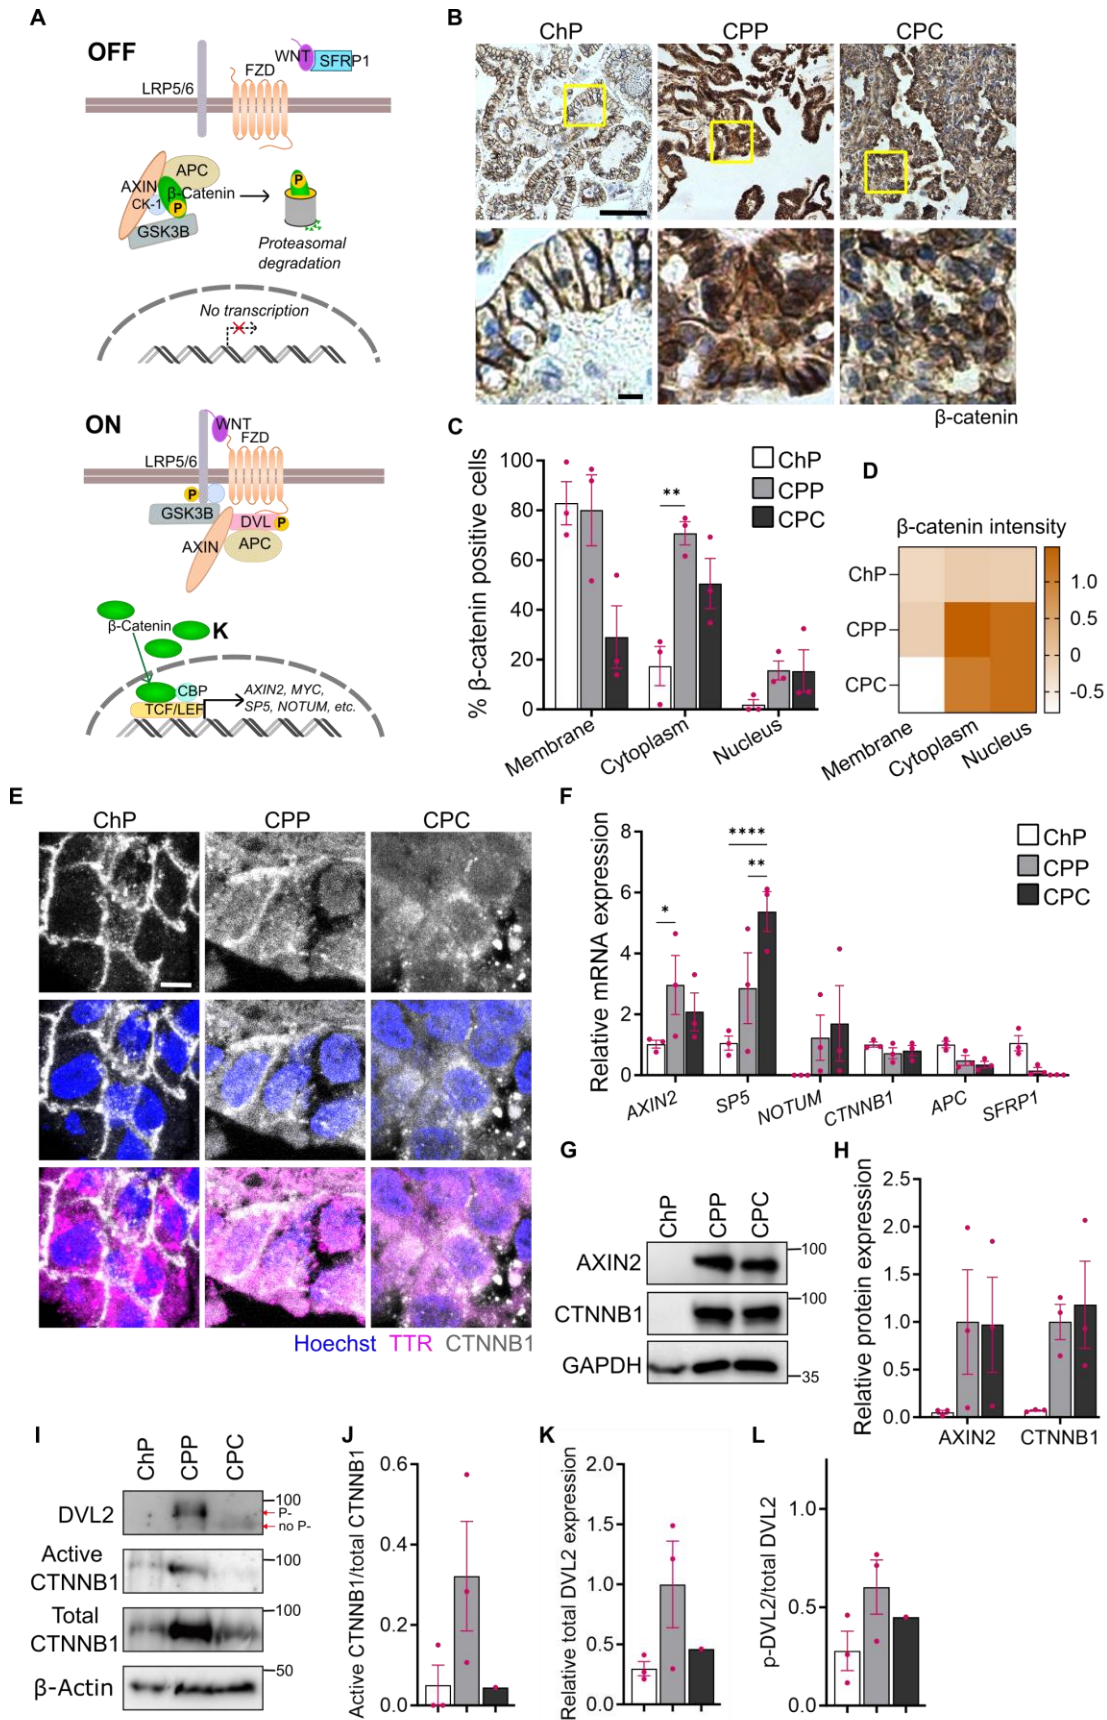 A
OFF
WNT
SFRP1
FZD
LRP5/6
APC
AXIN
β-Catenin
CK-1
P
P
GSK3B
Proteasomal
degradation
No transcription
ON
WNT
FZD
LRP5/6
P
GSK3B
DVL
P
AXIN
APC
β-Catenin
K
CBP
TCF/LEF
AXIN2, MYC,
SP5, NOTUM, etc.
B
ChP
CPP
CPC
β-catenin
C
% β-catenin positive cells
100
80
60
40
20
0
**
ChP
CPP
CPC
Membrane
Cytoplasm
Nucleus
D
β-catenin intensity
ChP
CPP
CPC
1.0
0.5
0
-0.5
Membrane
Cytoplasm
Nucleus
E
ChP
CPP
CPC
Hoechst TTR CTNNB1
F
Relative mRNA expression
8
6
4
2
0
*
****
**
ChP
CPP
CPC
AXIN2
SP5
NOTUM
CTNNB1
APC
SFRP1
G
ChP
CPP
CPC
AXIN2
100
CTNNB1
100
GAPDH
35
H
Relative protein expression
2.5
2.0
1.5
1.0
0.5
0.0
AXIN2
CTNNB1
I
ChP
CPP
CPC
DVL2
100
P-
no P-
Active
CTNNB1
100
Total
CTNNB1
100
β-Actin
50
J
Active CTNNB1/total CTNNB1
0.6
0.4
0.2
0.0
K
Relative total DVL2 expression
2.0
1.5
1.0
0.5
0.0
L
p-DVL2/total DVL2
1.0
0.5
0.0